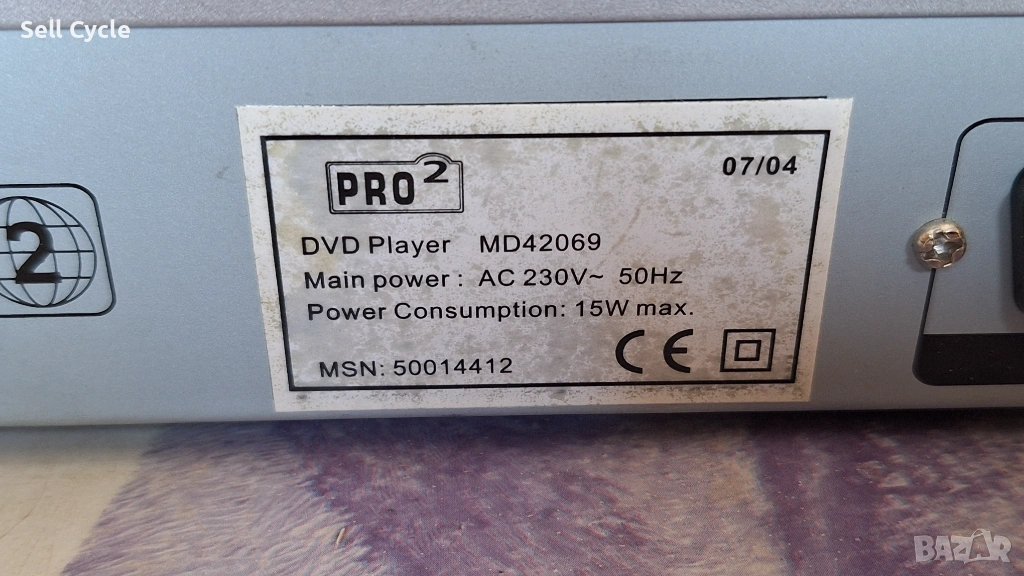 Sell Cycle
PRO²
07/04
DVD Player MD42069
Main power : AC 230V~ 50Hz
Power Consumption: 15W max.
MSN: 50014412
CE
2
BAZAR